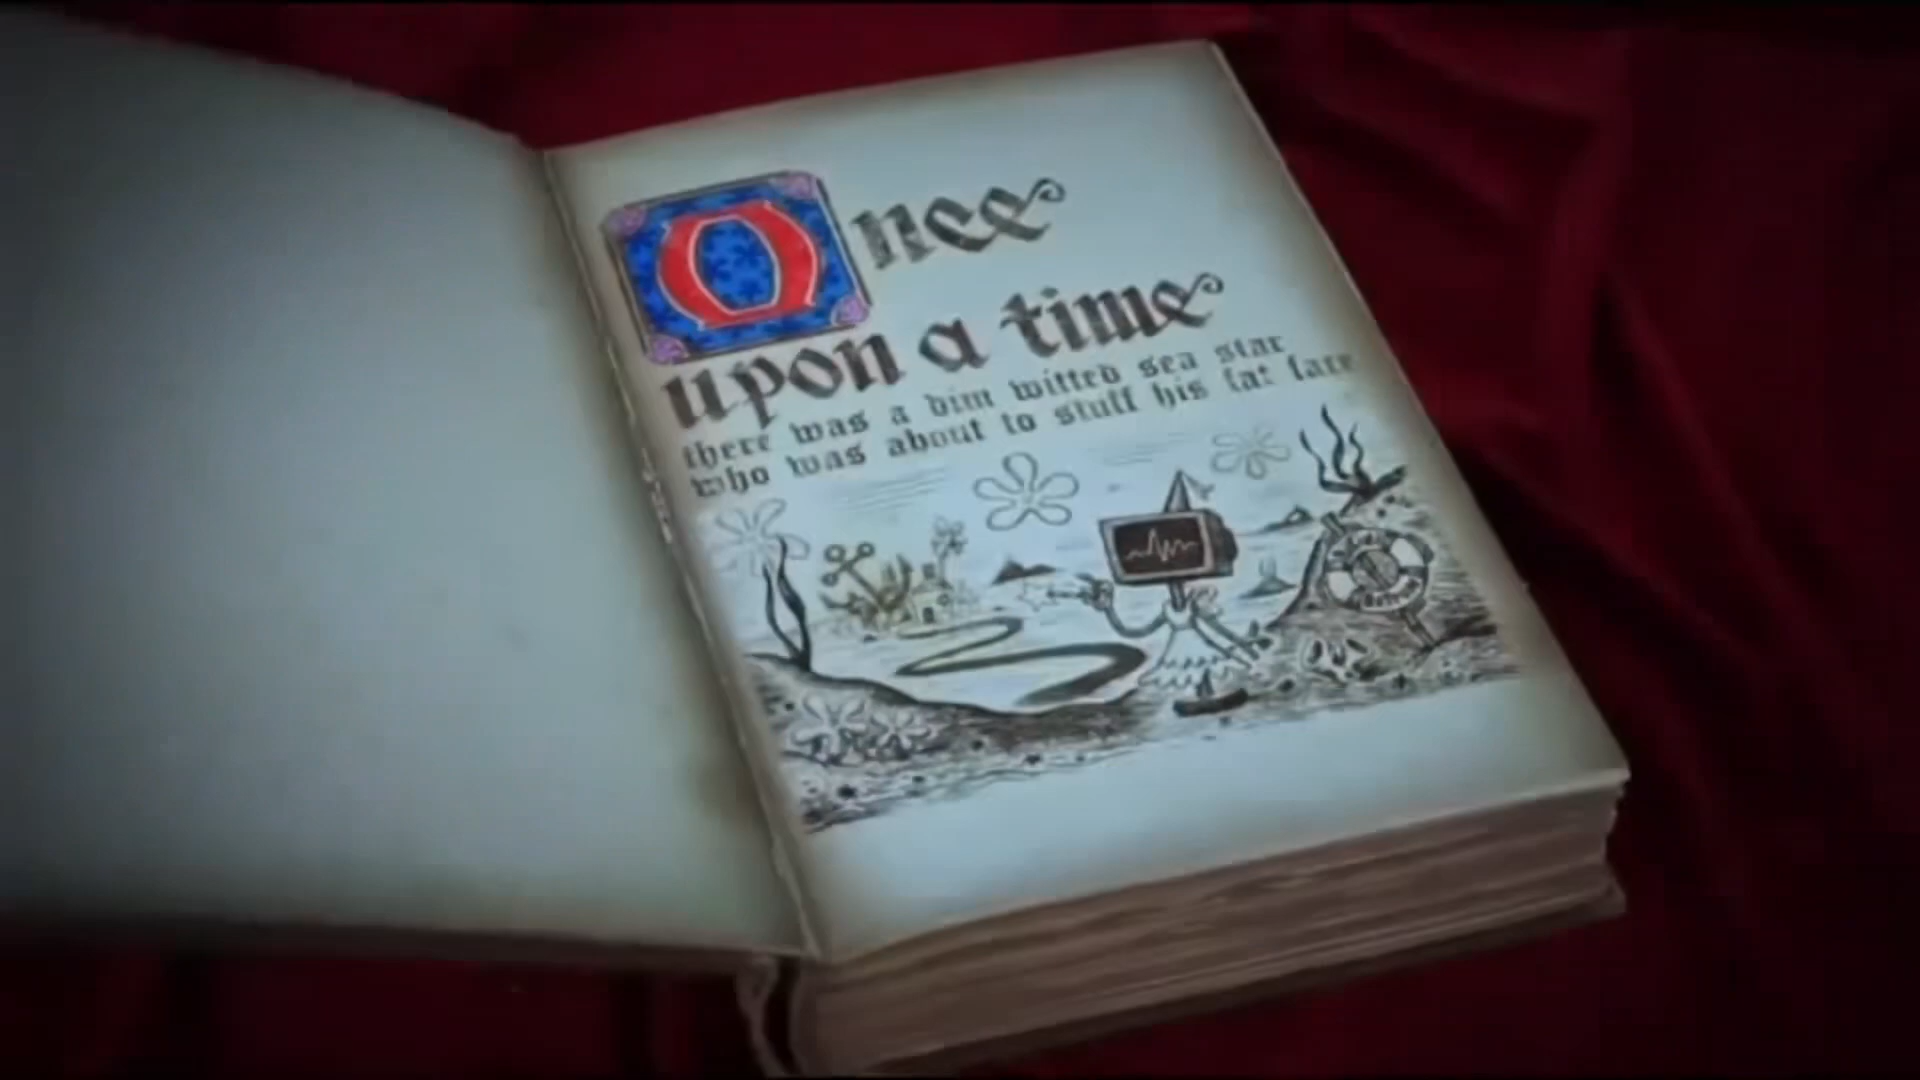 Once
upon a time
there was a dim witted sea star
who was about to stuff his fat face